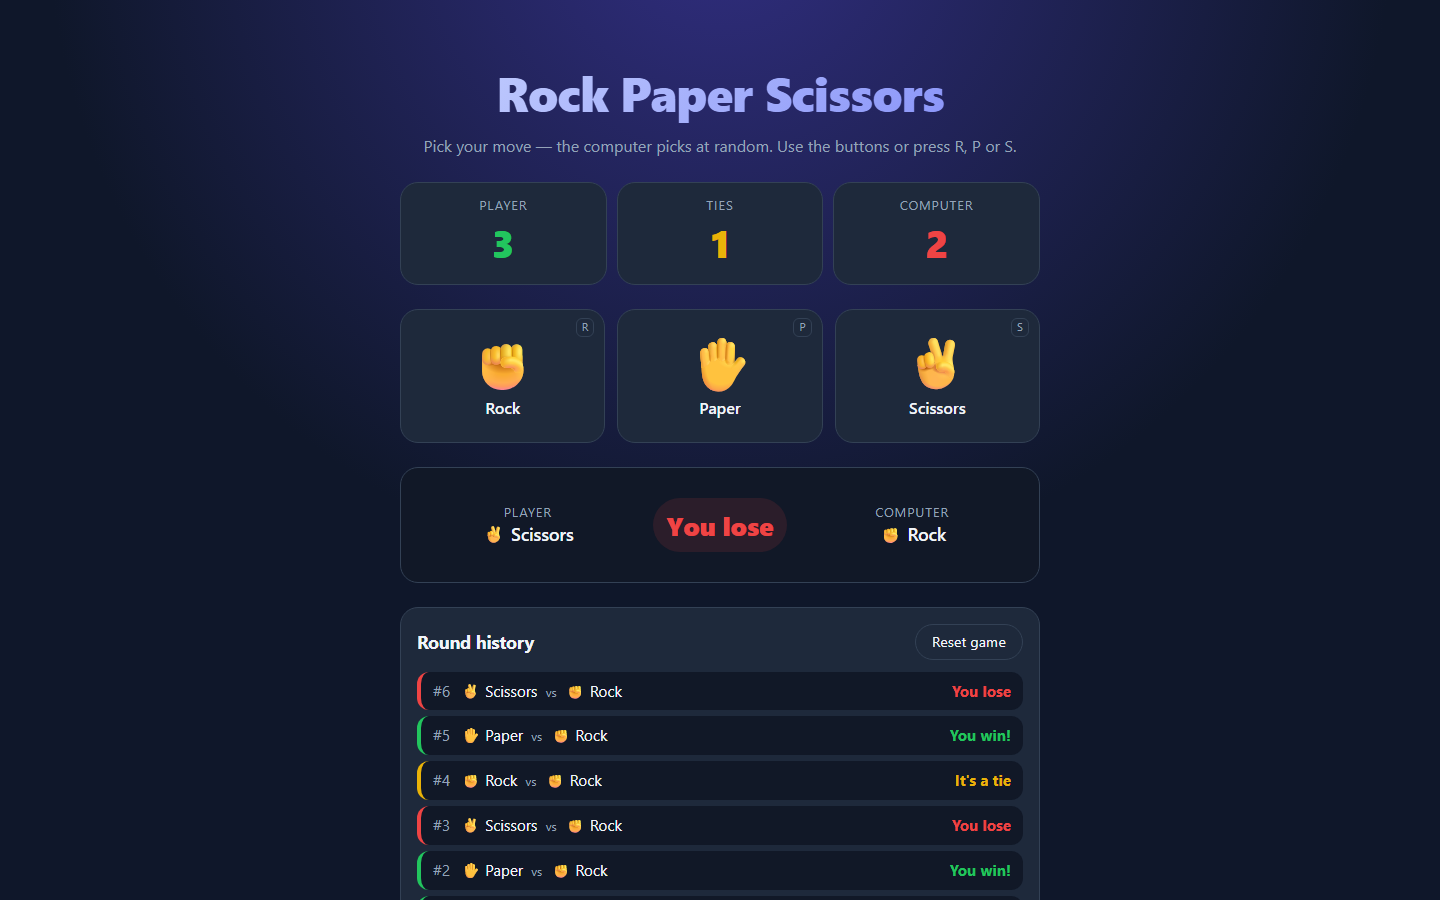 Rock Paper Scissors
Pick your move — the computer picks at random. Use the buttons or press R, P or S.
PLAYER
3
TIES
1
COMPUTER
2
R
Rock
P
Paper
S
Scissors
PLAYER
Scissors
You lose
COMPUTER
Rock
Round history
Reset game
#6 Scissors vs Rock You lose
#5 Paper vs Rock You win!
#4 Rock vs Rock It's a tie
#3 Scissors vs Rock You lose
#2 Paper vs Rock You win!